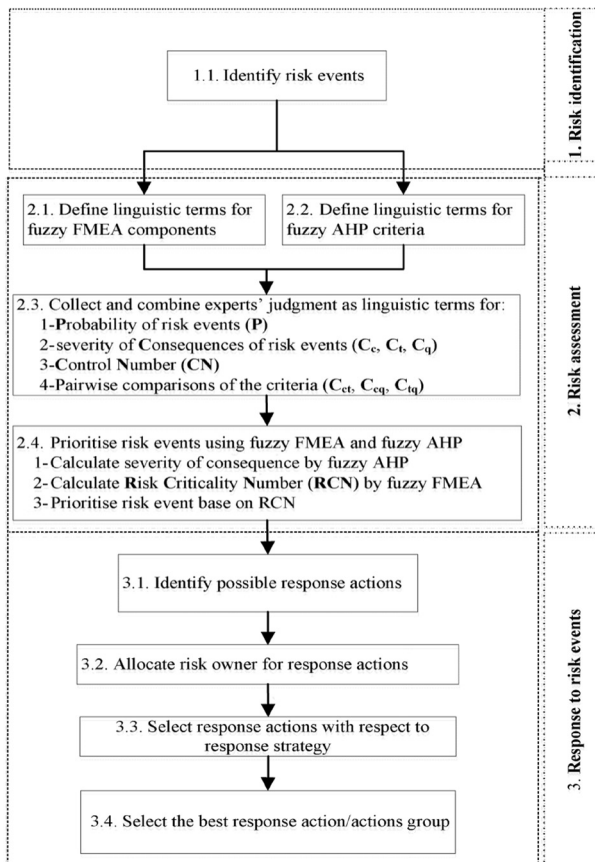 1.1. Identify risk events
1. Risk identification
2.1. Define linguistic terms for
fuzzy FMEA components
2.2. Define linguistic terms for
fuzzy AHP criteria
2.3. Collect and combine experts' judgment as linguistic terms for:
1-Probability of risk events (P)
2-severity of Consequences of risk events (Cc, Ct, Cq)
3-Control Number (CN)
4-Pairwise comparisons of the criteria (Cct, Ccq, Ctq)
2.4. Prioritise risk events using fuzzy FMEA and fuzzy AHP
1-Calculate severity of consequence by fuzzy AHP
2-Calculate Risk Criticality Number (RCN) by fuzzy FMEA
3-Prioritise risk event base on RCN
2. Risk assessment
3.1. Identify possible response actions
3.2. Allocate risk owner for response actions
3.3. Select response actions with respect to
response strategy
3.4. Select the best response action/actions group
3. Response to risk events